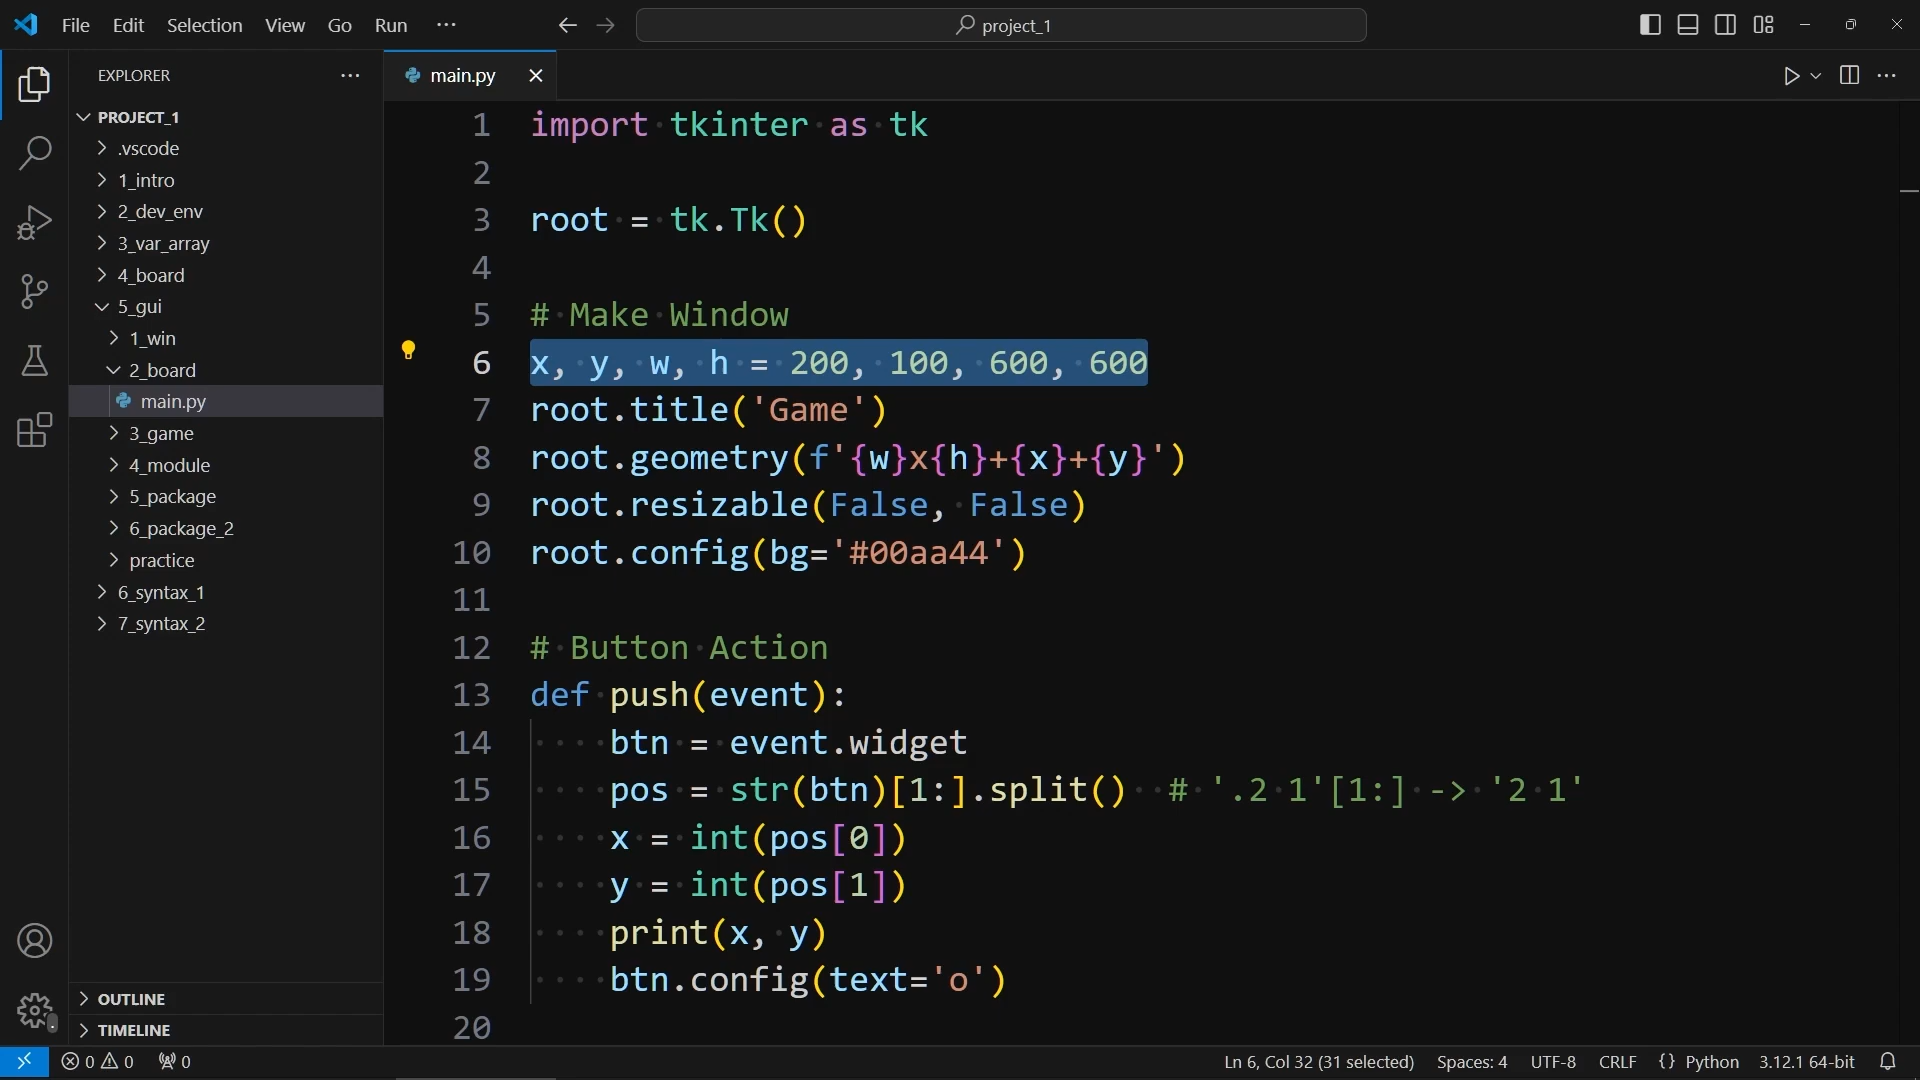 File Edit Selection View Go Run ···
project_1
EXPLORER
PROJECT_1
.vscode
1_intro
2_dev_env
3_var_array
4_board
5_gui
1_win
2_board
main.py
3_game
4_module
5_package
6_package_2
practice
6_syntax_1
7_syntax_2
OUTLINE
TIMELINE
main.py
1 import tkinter as tk
2
3 root = tk.Tk()
4
5 # Make Window
6 x, y, w, h = 200, 100, 600, 600
7 root.title('Game')
8 root.geometry(f'{w}x{h}+{x}+{y}')
9 root.resizable(False, False)
10 root.config(bg='#00aa44')
11
12 # Button Action
13 def push(event):
14     btn = event.widget
15     pos = str(btn)[1:].split()  # '.2 1'[1:] -> '2 1'
16     x = int(pos[0])
17     y = int(pos[1])
18     print(x, y)
19     btn.config(text='o')
20
0 0 0 Ln 6, Col 32 (31 selected) Spaces: 4 UTF-8 CRLF {} Python 3.12.1 64-bit